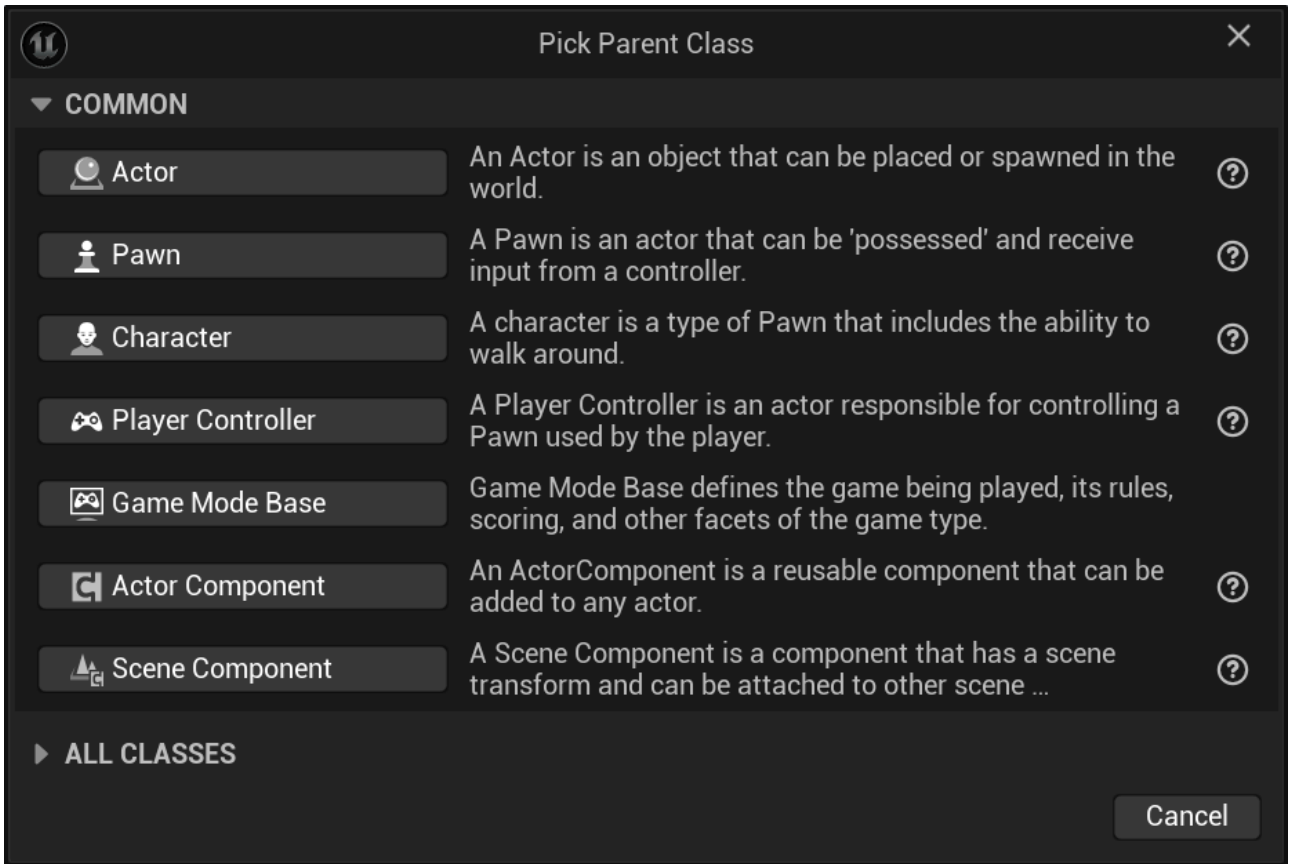 Pick Parent Class
COMMON
Actor
An Actor is an object that can be placed or spawned in the
world.
Pawn
A Pawn is an actor that can be 'possessed' and receive
input from a controller.
Character
A character is a type of Pawn that includes the ability to
walk around.
Player Controller
A Player Controller is an actor responsible for controlling a
Pawn used by the player.
Game Mode Base
Game Mode Base defines the game being played, its rules,
scoring, and other facets of the game type.
Actor Component
An ActorComponent is a reusable component that can be
added to any actor.
Scene Component
A Scene Component is a component that has a scene
transform and can be attached to other scene ...
ALL CLASSES
Cancel